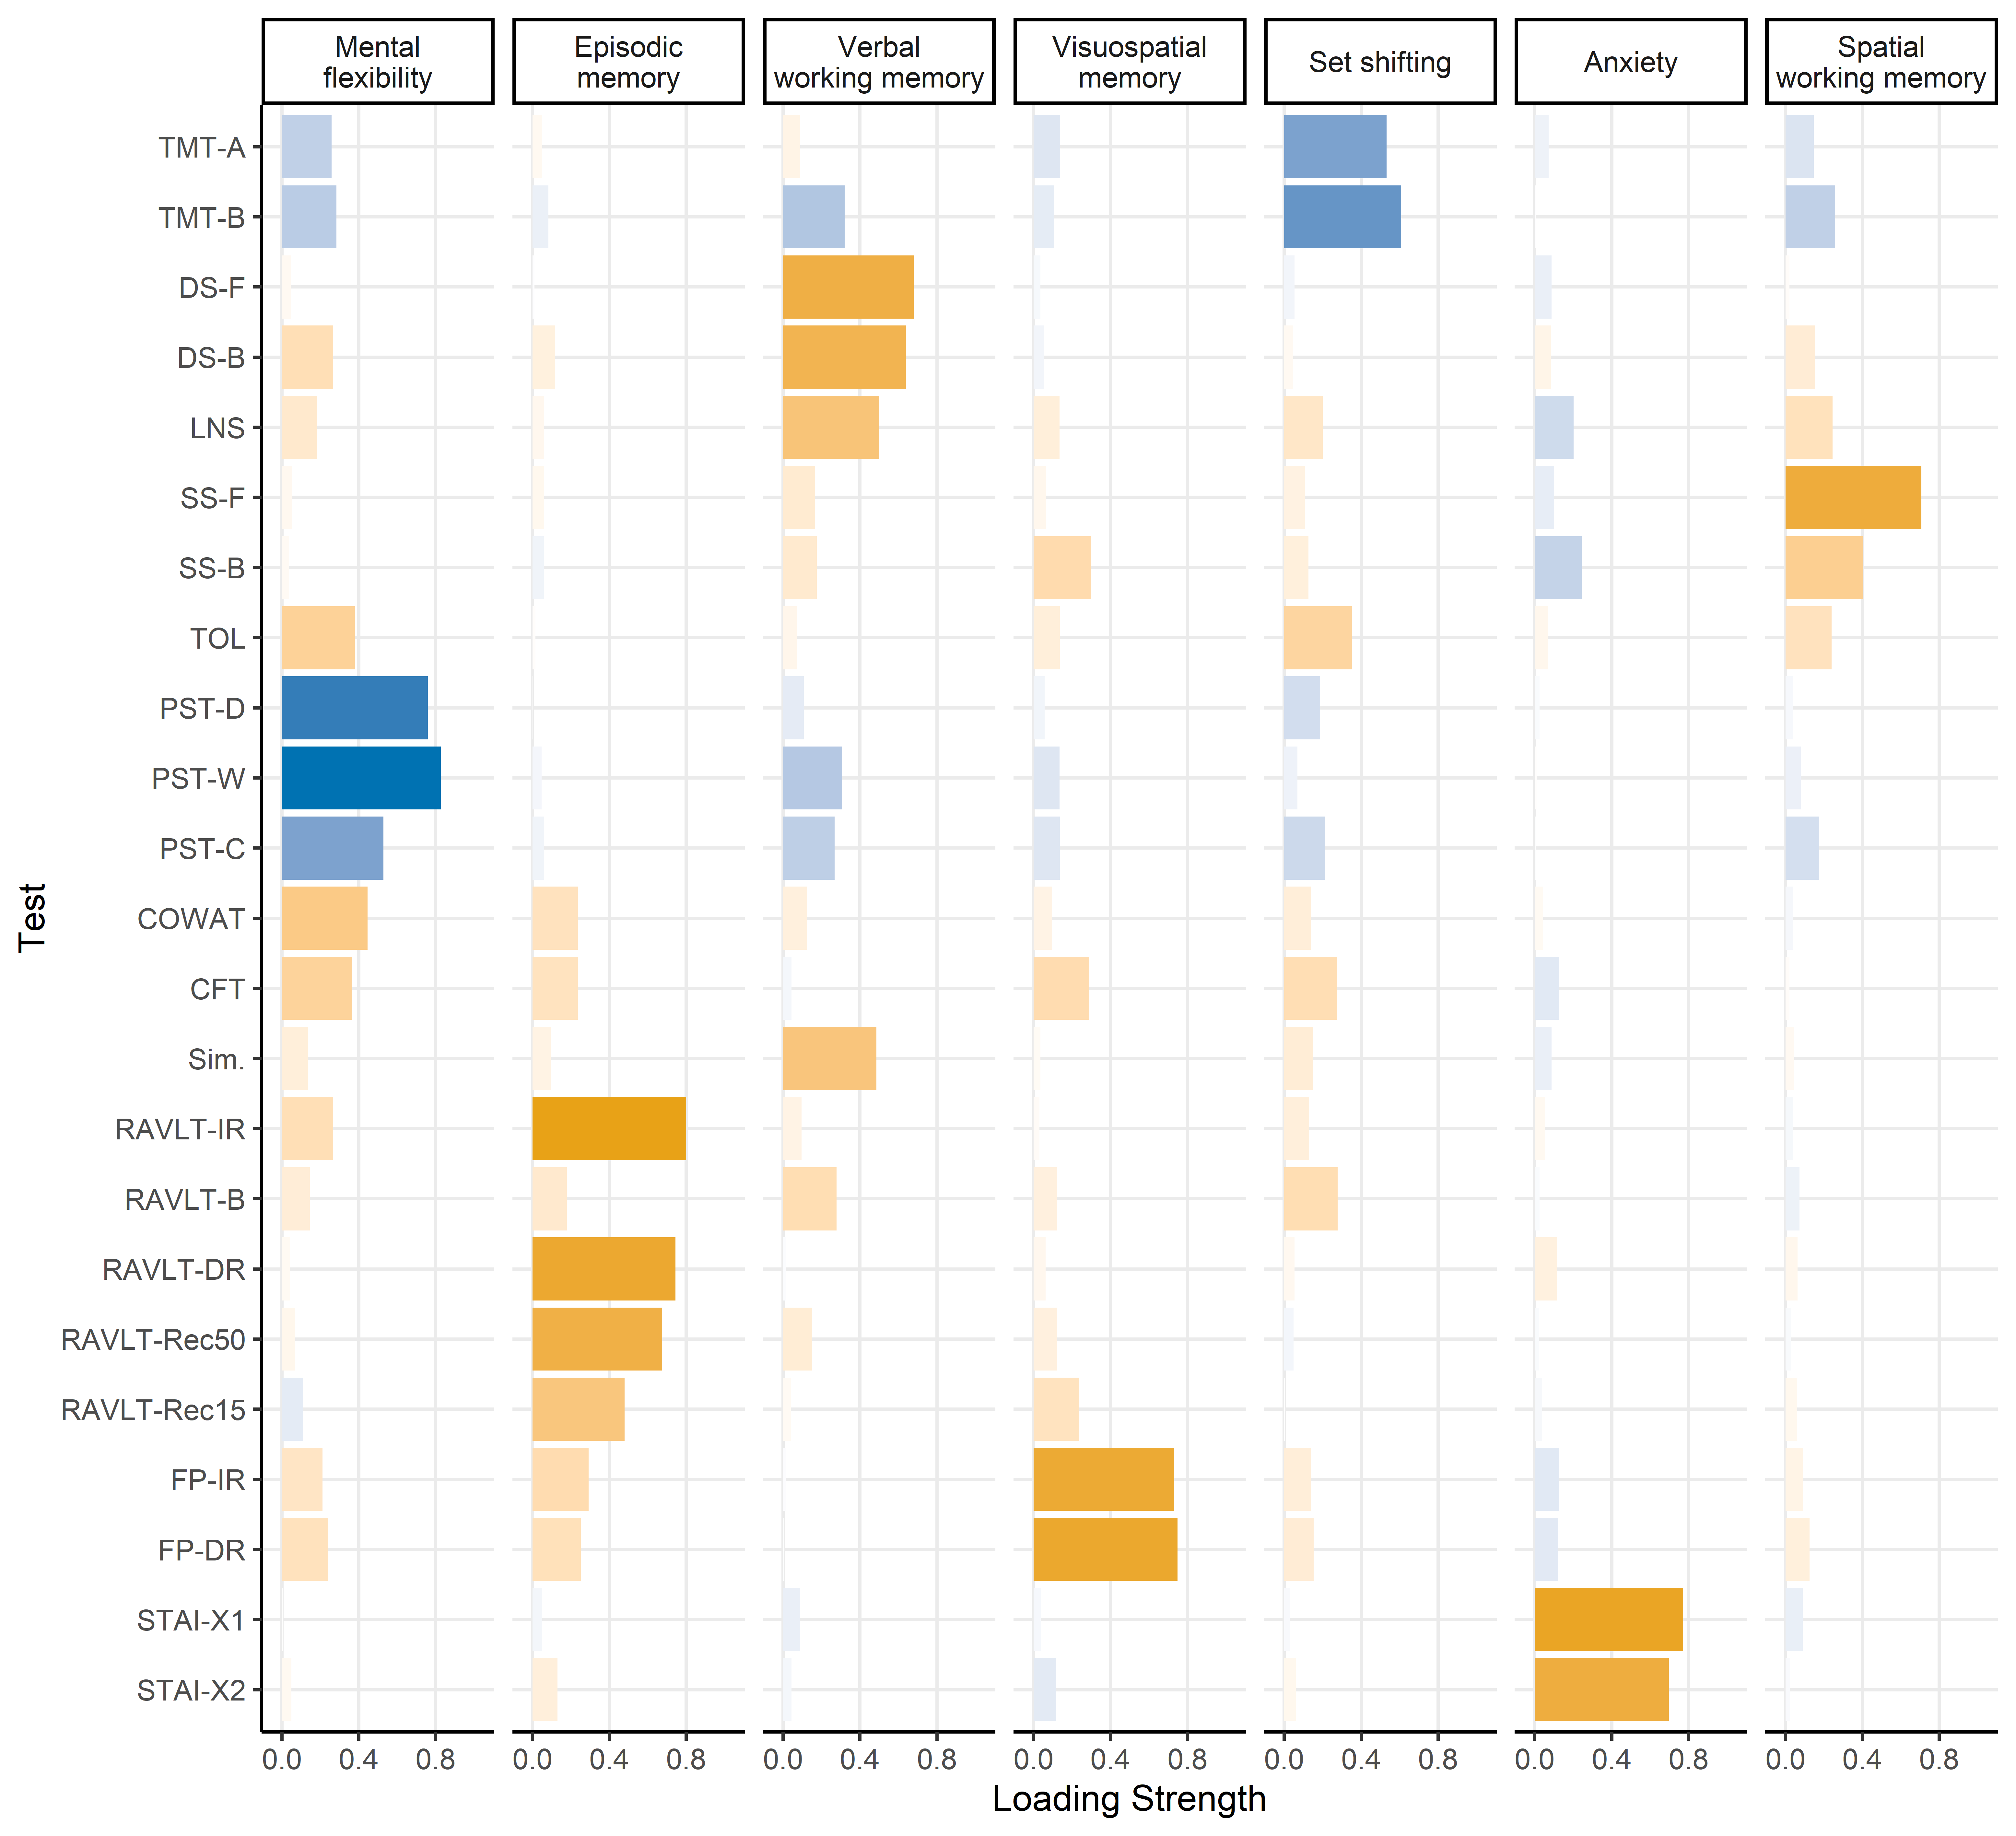 Mental
flexibility
Episodic
memory
Verbal
working memory
Visuospatial
memory
Set shifting
Anxiety
Spatial
working memory
Test
TMT-A
TMT-B
DS-F
DS-B
LNS
SS-F
SS-B
TOL
PST-D
PST-W
PST-C
COWAT
CFT
Sim.
RAVLT-IR
RAVLT-B
RAVLT-DR
RAVLT-Rec50
RAVLT-Rec15
FP-IR
FP-DR
STAI-X1
STAI-X2
0.0 0.4 0.8 0.0 0.4 0.8 0.0 0.4 0.8 0.0 0.4 0.8 0.0 0.4 0.8 0.0 0.4 0.8 0.0 0.4 0.8
Loading Strength